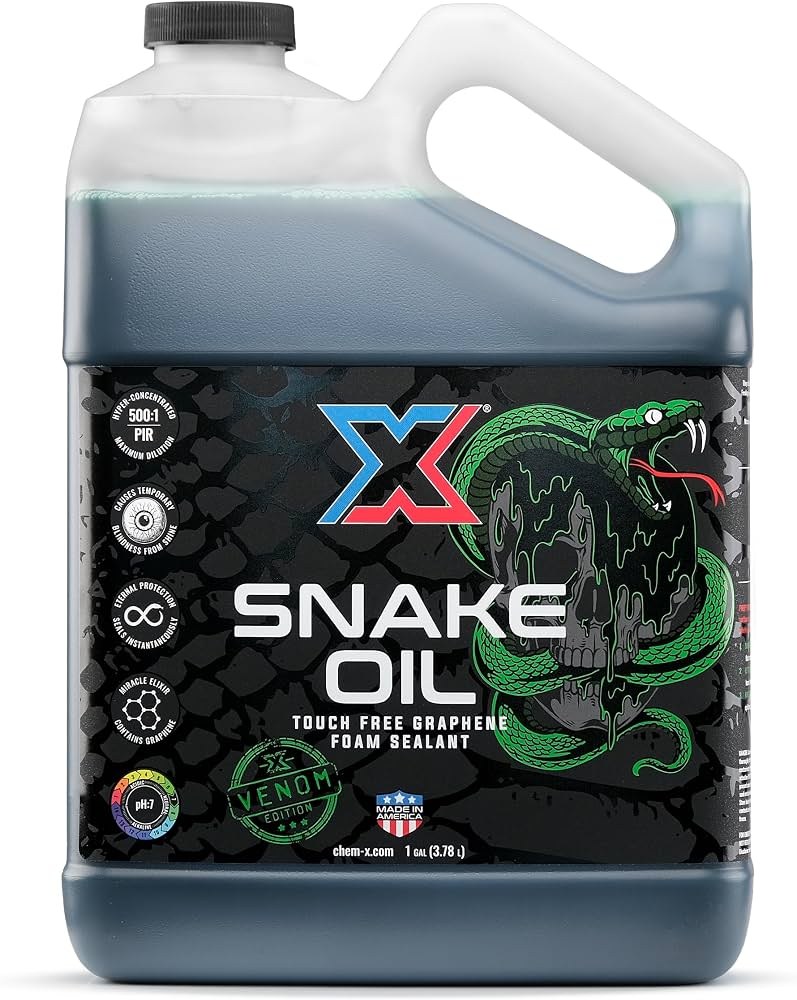 HYPER-CONCENTRATED
500:1
PIR
MAXIMUM DILUTION
CAUSES TEMPORARY
BLINDNESS FROM SHINE
ETERNAL PROTECTION
SEALS INSTANTANEOUSLY
MIRACLE ELIXIR
CONTAINS GRAPHENE
pH:7
X®
SNAKE
OIL
TOUCH FREE GRAPHENE
FOAM SEALANT
X
VENOM
EDITION
MADE IN
AMERICA
chem-x.com 1 GAL (3.78 L)